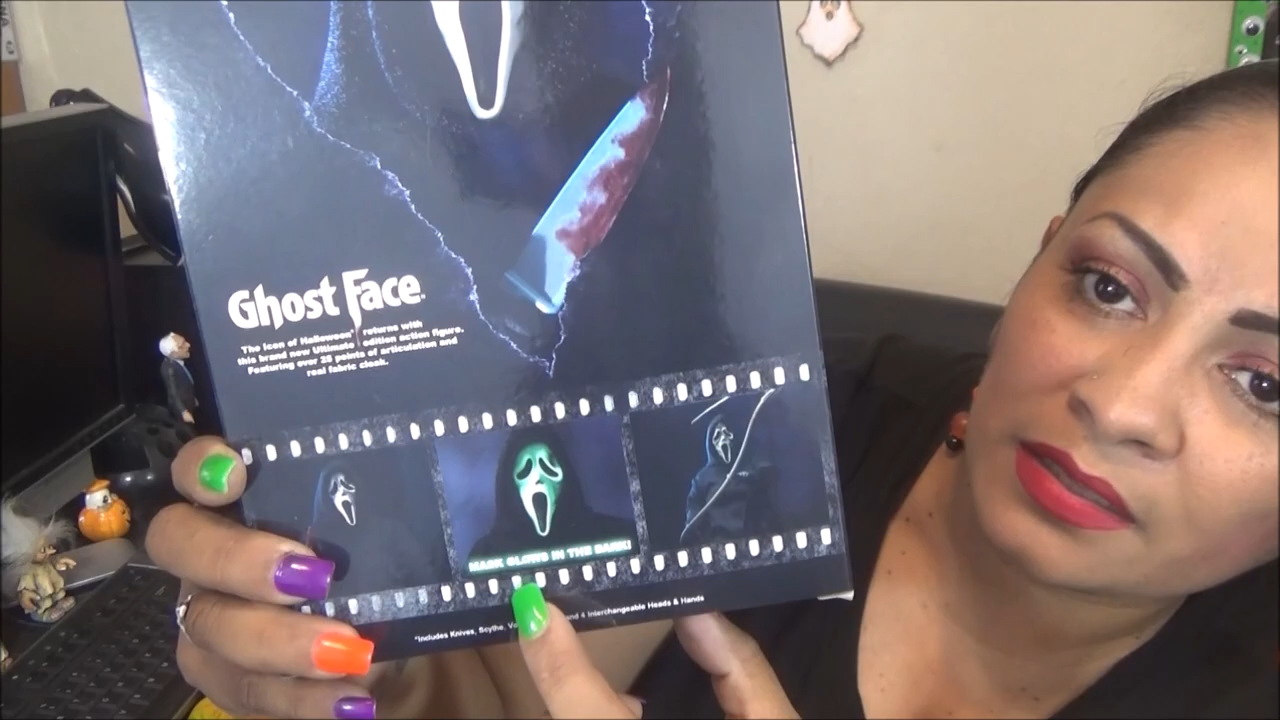 Ghost Face.
The Icon of Halloween® returns with
this brand new Ultimate edition action figure.
Featuring over 25 points of articulation and
real fabric cloak.
MASK GLOWS IN THE DARK!
*Includes Knives, Scythe, and 4 Interchangeable Heads & Hands